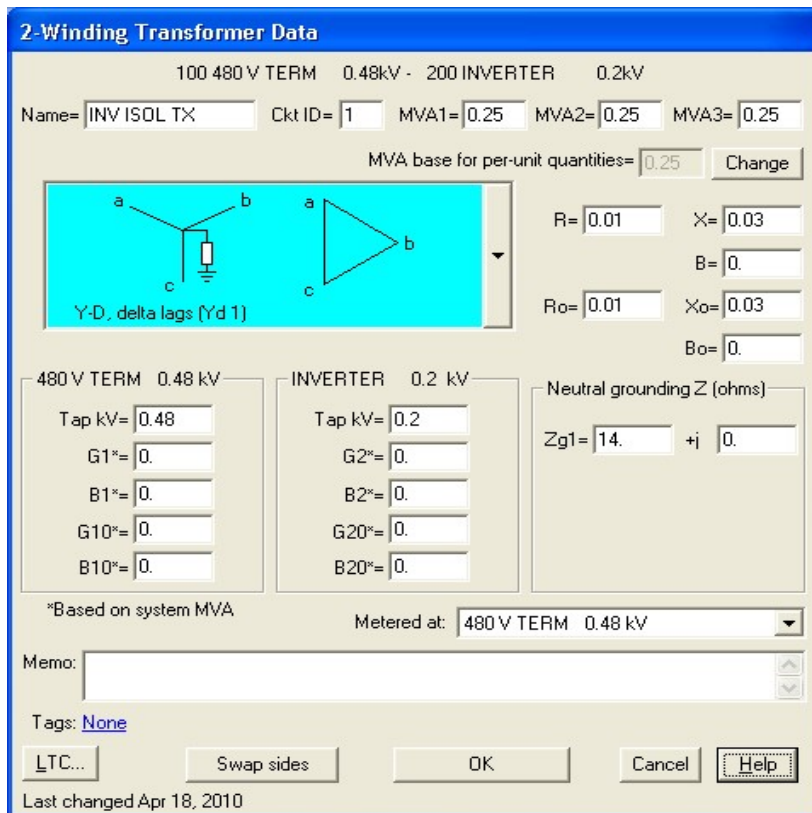 2-Winding Transformer Data
100 480 V TERM 0.48kV - 200 INVERTER 0.2kV
Name= INV ISOL TX Ckt ID= 1 MVA1= 0.25 MVA2= 0.25 MVA3= 0.25
MVA base for per-unit quantities= 0.25 Change
a b a b c c
Y-D, delta lags (Yd 1)
R= 0.01 X= 0.03
B= 0.
Ro= 0.01 Xo= 0.03
Bo= 0.
480 V TERM 0.48 kV
Tap kV= 0.48
G1*= 0.
B1*= 0.
G10*= 0.
B10*= 0.
INVERTER 0.2 kV
Tap kV= 0.2
G2*= 0.
B2*= 0.
G20*= 0.
B20*= 0.
Neutral grounding Z (ohms)
Zg1= 14. +j 0.
*Based on system MVA
Metered at: 480 V TERM 0.48 kV
Memo:
Tags: None
LTC... Swap sides OK Cancel Help
Last changed Apr 18, 2010